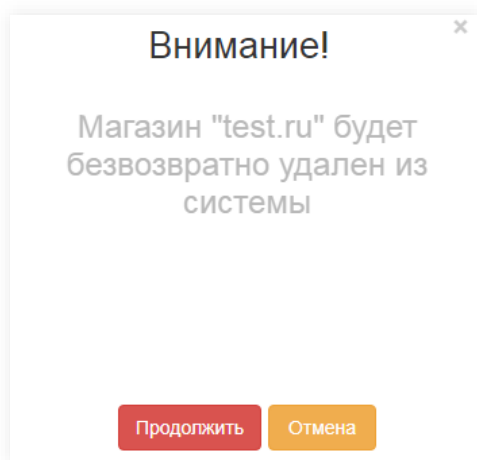 Внимание!
×
Магазин "test.ru" будет
безвозвратно удален из
системы
Продолжить
Отмена